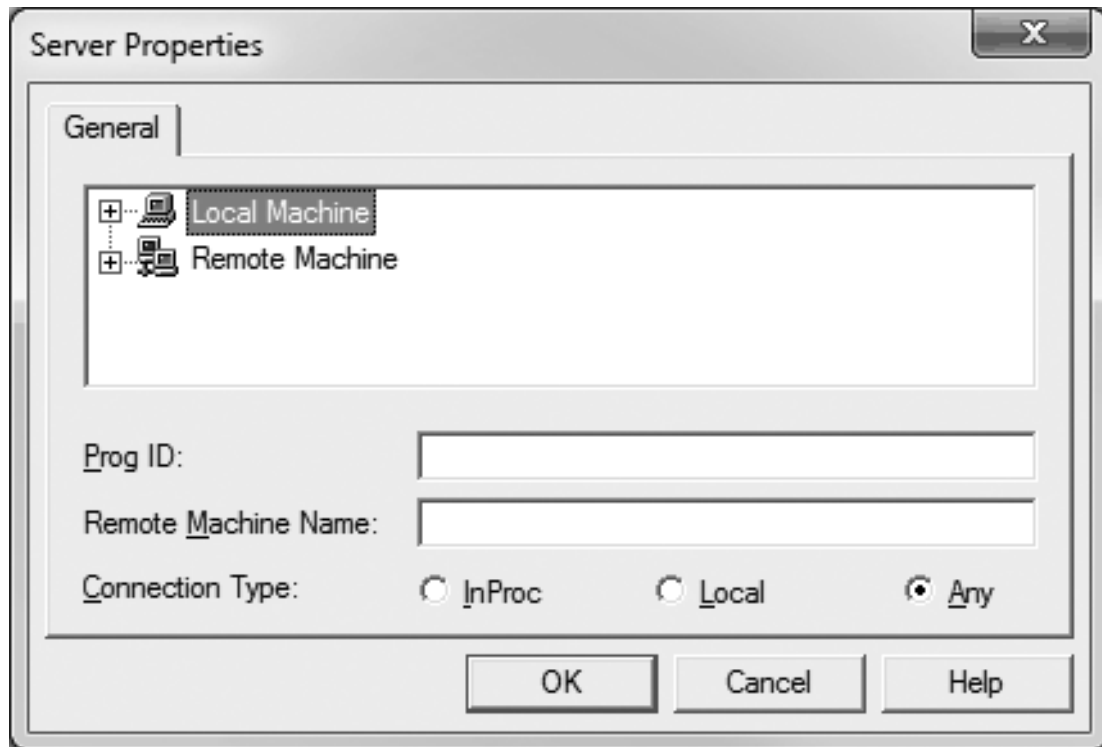 Server Properties
General
Local Machine
Remote Machine
Prog ID:
Remote Machine Name:
Connection Type: InProc Local Any
OK Cancel Help